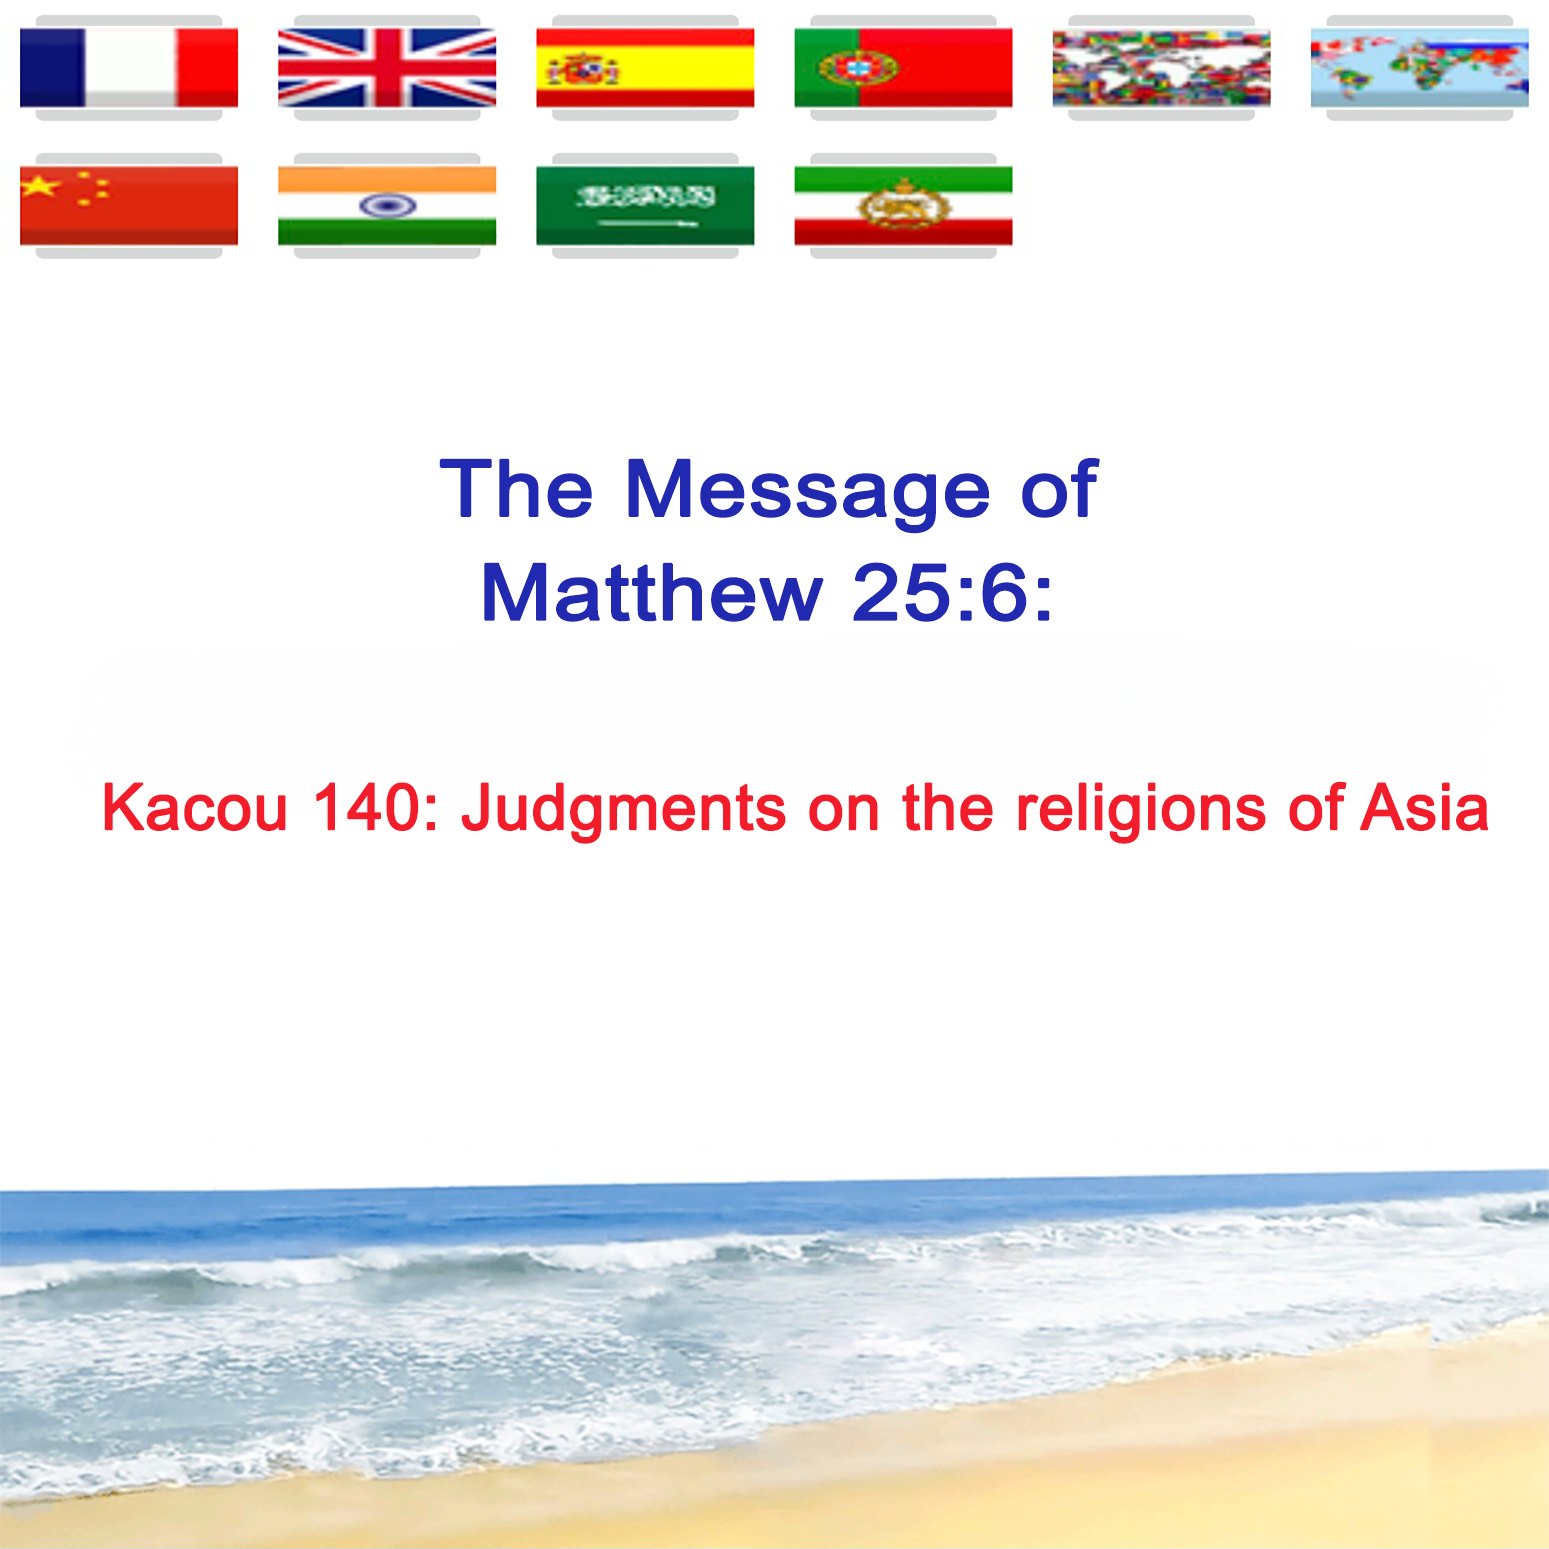 The Message of
Matthew 25:6:
Kacou 140: Judgments on the religions of Asia